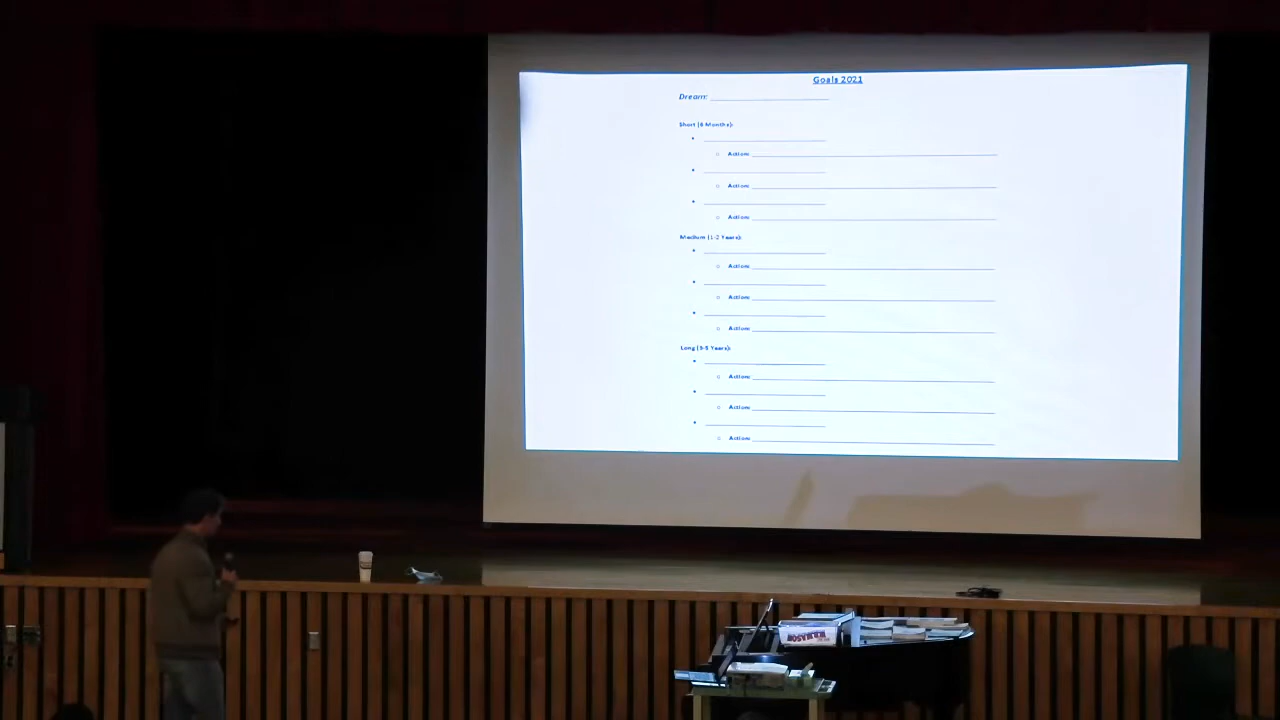 Goals 2021
Dream:
Short (6 Months):
Action:
Action:
Action:
Medium (1-2 Years):
Action:
Action:
Action:
Long (3-5 Years):
Action:
Action:
Action: